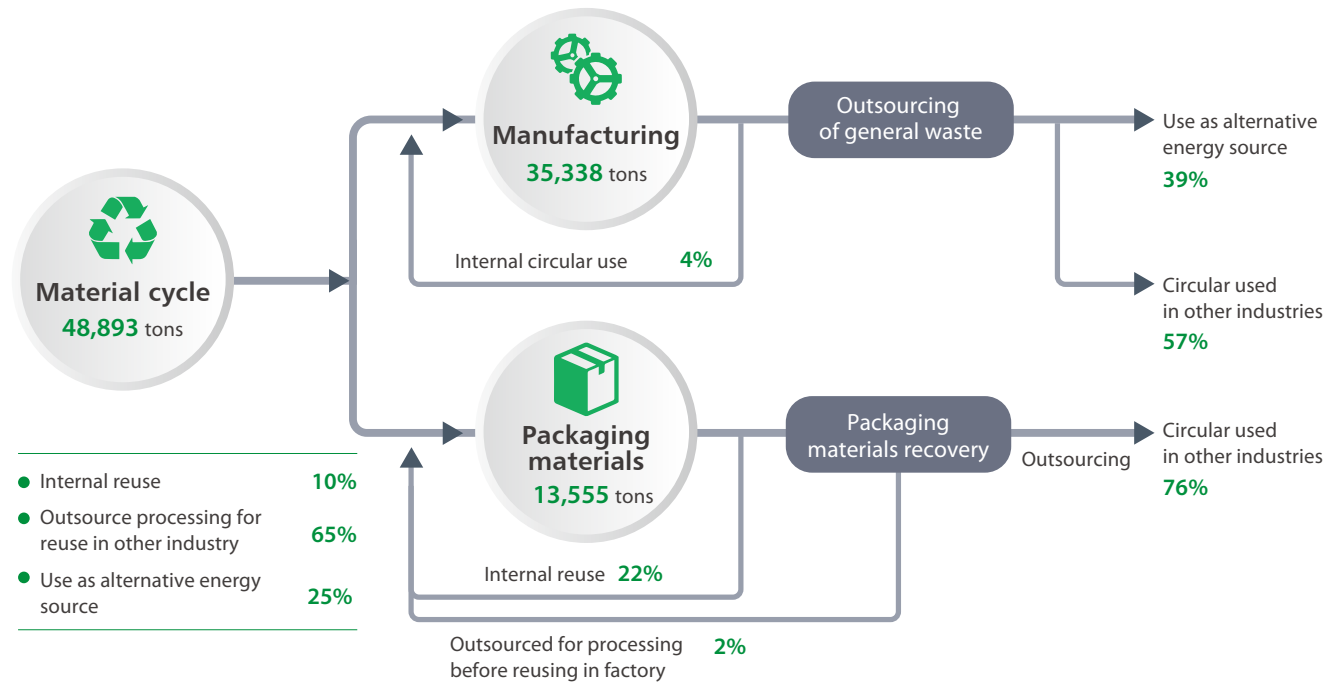 Material cycle
48,893 tons
Manufacturing
35,338 tons
Internal circular use 4%
Outsourcing
of general waste
Use as alternative
energy source
39%
Circular used
in other industries
57%
Packaging
materials
13,555 tons
Internal reuse 22%
Outsourced for processing 2%
before reusing in factory
Packaging
materials recovery
Outsourcing
Circular used
in other industries
76%
Internal reuse 10%
Outsource processing for
reuse in other industry 65%
Use as alternative energy
source 25%